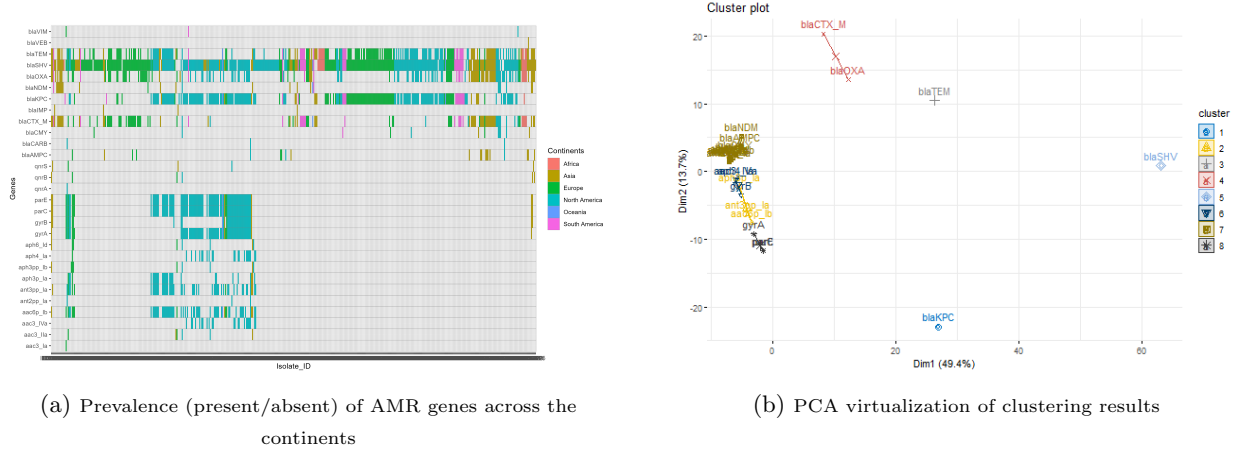 blaVIM
blaVEB
blaTEM
blaSHV
blaOXA
blaNDM
blaKPC
blaIMP
blaCTX_M
blaCMY
blaCARB
blaAMPC
qnrS
qnrB
qnrA
parE
parC
gyrB
gyrA
aph6_Id
aph4_Ia
aph3pp_Ib
aph3p_Ia
ant3pp_Ia
ant2pp_Ia
aac6p_Ib
aac3_IVa
aac3_IIa
aac3_Ia
Genes
Isolate_ID
Continents
Africa
Asia
Europe
North America
Oceania
South America
(a) Prevalence (present/absent) of AMR genes across the
continents
Cluster plot
blaCTX_M
blaOXA
blaTEM
blaSHV
blaNDM
blaAMPC
gyrB
gyrA
blaKPC
20
10
0
-10
-20
Dim2 (13.7%)
0 20 40 60
Dim1 (49.4%)
cluster
1
2
3
4
5
6
7
8
(b) PCA virtualization of clustering results